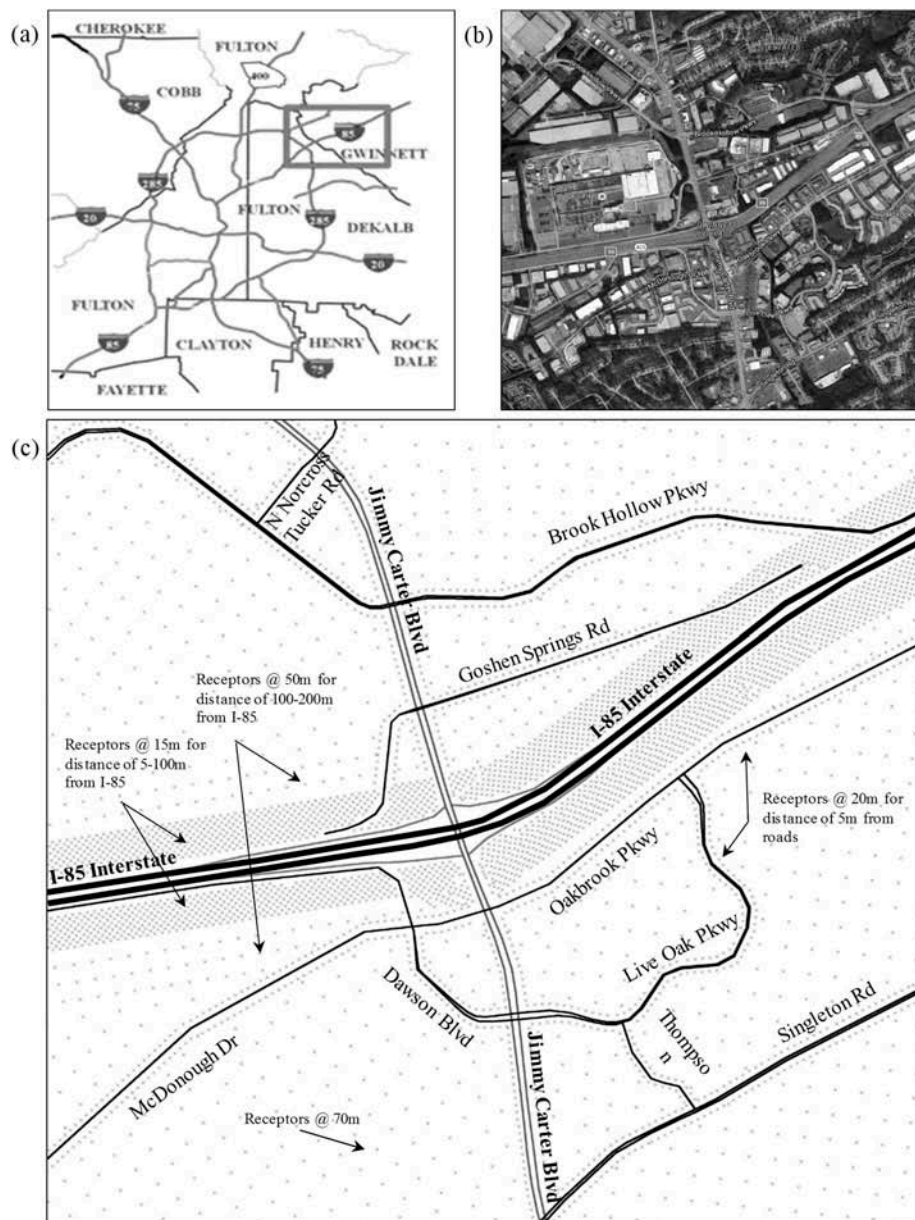 (a)
CHEROKEE
FULTON
400
COBB
75
85
GWINNETT
285
FULTON
20
285
DEKALB
20
FULTON
85
CLAYTON
HENRY
ROCK
DALE
75
FAYETTE
(b)
(c)
N Norcross
Tucker Rd
Jimmy Carter Blvd
Brook Hollow Pkwy
Goshen Springs Rd
Receptors @ 50m for
distance of 100-200m
from I-85
I-85 Interstate
Receptors @ 15m for
distance of 5-100m
from I-85
Receptors @ 20m for
distance of 5m from
roads
I-85 Interstate
Oakbrook Pkwy
Live Oak Pkwy
Dawson Blvd
Thompso
n
Singleton Rd
McDonough Dr
Jimmy Carter Blvd
Receptors @ 70m